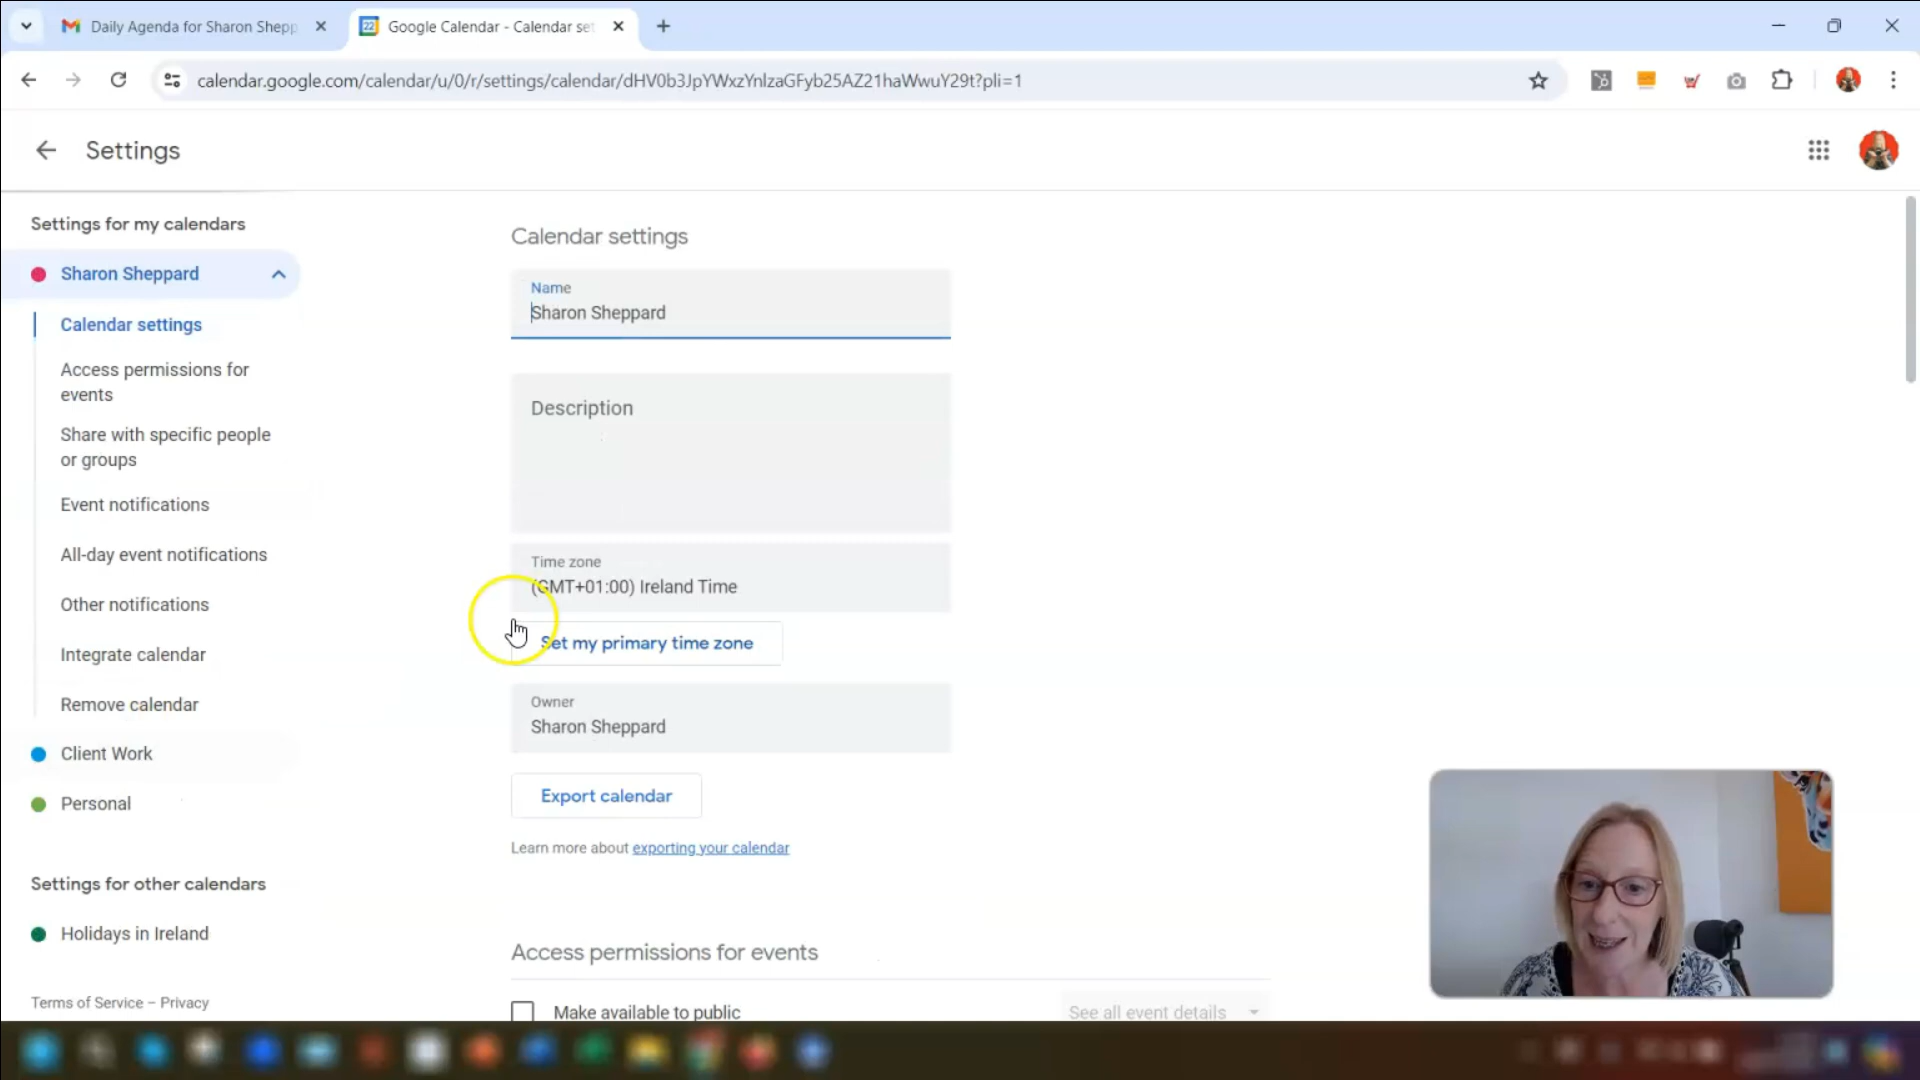 Daily Agenda for Sharon Shepp
Google Calendar - Calendar set
calendar.google.com/calendar/u/0/r/settings/calendar/dHV0b3JpYWxzYnlzaGFyb25AZ21haWwuY29t?pli=1
Settings
Settings for my calendars
Sharon Sheppard
Calendar settings
Access permissions for
events
Share with specific people
or groups
Event notifications
All-day event notifications
Other notifications
Integrate calendar
Remove calendar
Client Work
Personal
Settings for other calendars
Holidays in Ireland
Terms of Service – Privacy
Calendar settings
Name
Sharon Sheppard
Description
Time zone
(GMT+01:00) Ireland Time
Set my primary time zone
Owner
Sharon Sheppard
Export calendar
Learn more about exporting your calendar
Access permissions for events
Make available to public
See all event details